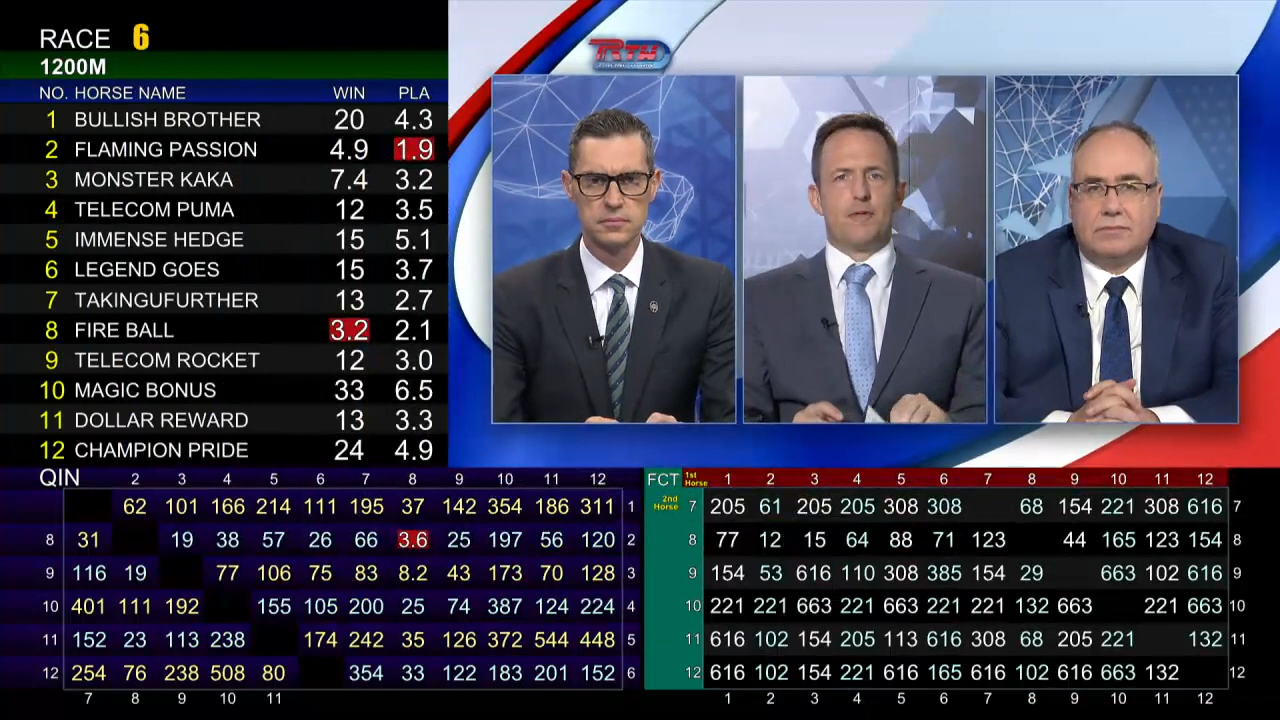 RACE 6
1200M
NO. HORSE NAME WIN PLA
1 BULLISH BROTHER 20 4.3
2 FLAMING PASSION 4.9 1.9
3 MONSTER KAKA 7.4 3.2
4 TELECOM PUMA 12 3.5
5 IMMENSE HEDGE 15 5.1
6 LEGEND GOES 15 3.7
7 TAKINGUFURTHER 13 2.7
8 FIRE BALL 3.2 2.1
9 TELECOM ROCKET 12 3.0
10 MAGIC BONUS 33 6.5
11 DOLLAR REWARD 13 3.3
12 CHAMPION PRIDE 24 4.9
RTW
QIN 2 3 4 5 6 7 8 9 10 11 12
62 101 166 214 111 195 37 142 354 186 311 1
8 31 19 38 57 26 66 3.6 25 197 56 120 2
9 116 19 77 106 75 83 8.2 43 173 70 128 3
10 401 111 192 155 105 200 25 74 387 124 224 4
11 152 23 113 238 174 242 35 126 372 544 448 5
12 254 76 238 508 80 354 33 122 183 201 152 6
7 8 9 10 11
FCT 1st Horse 1 2 3 4 5 6 7 8 9 10 11 12
2nd Horse 7 205 61 205 205 308 308 68 154 221 308 616 7
8 77 12 15 64 88 71 123 44 165 123 154 8
9 154 53 616 110 308 385 154 29 663 102 616 9
10 221 221 663 221 663 221 221 132 663 221 663 10
11 616 102 154 205 113 616 308 68 205 221 132 11
12 616 102 154 221 616 165 616 102 616 663 132 12
1 2 3 4 5 6 7 8 9 10 11 12